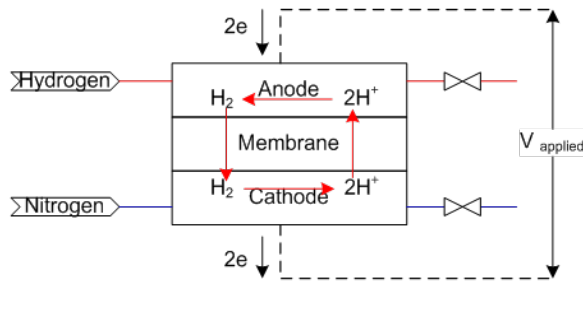 2e
Hydrogen
Anode
H₂
2H⁺
Membrane
V applied
H₂
2H⁺
Cathode
Nitrogen
2e